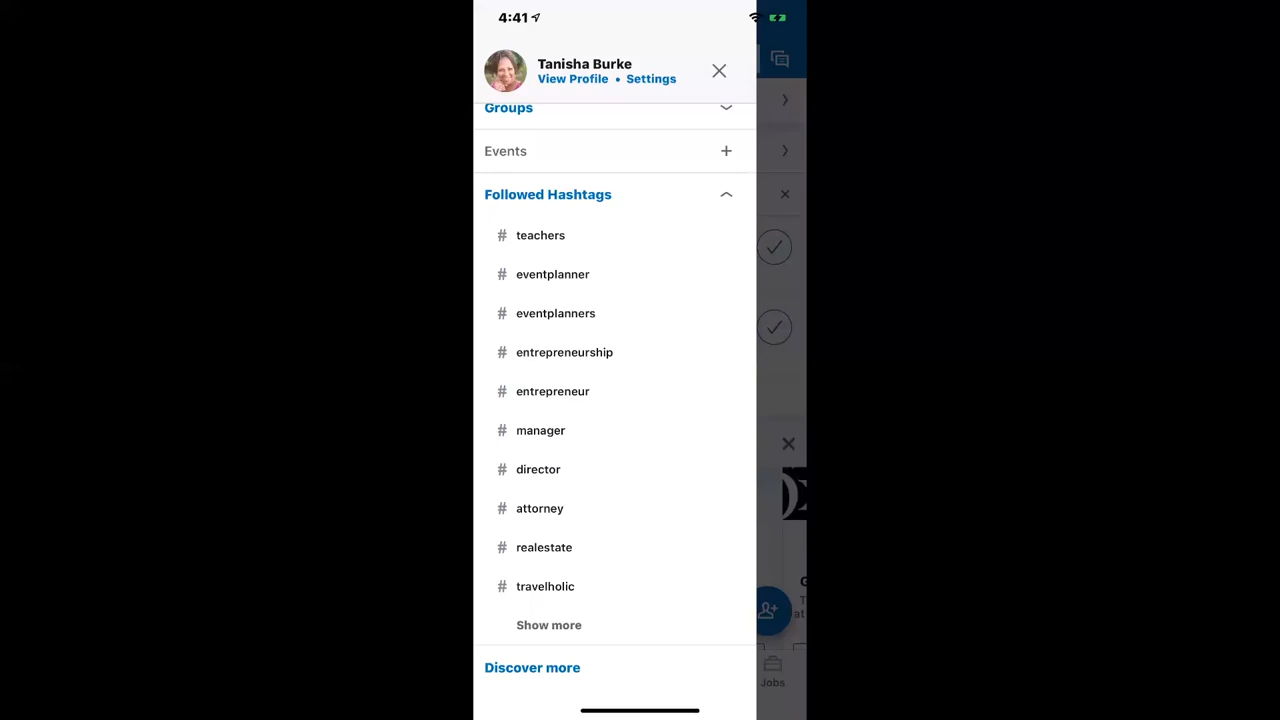 4:41
Tanisha Burke
View Profile • Settings
Groups
Events
Followed Hashtags
# teachers
# eventplanner
# eventplanners
# entrepreneurship
# entrepreneur
# manager
# director
# attorney
# realestate
# travelholic
Show more
Discover more
at
Jobs